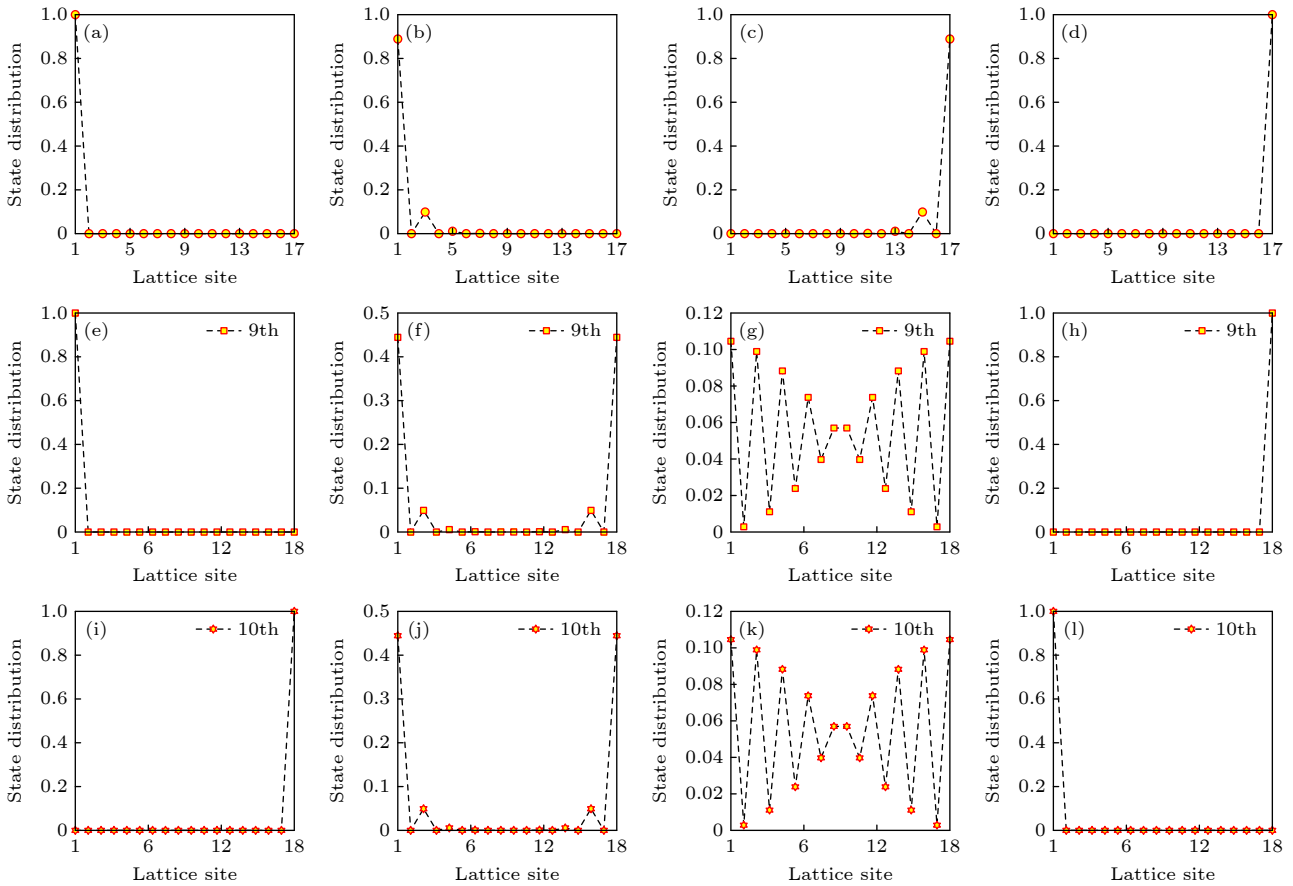 (a)
State distribution
1.0
0.8
0.6
0.4
0.2
0
1 5 9 13 17
Lattice site
(b)
State distribution
1.0
0.8
0.6
0.4
0.2
0
1 5 9 13 17
Lattice site
(c)
State distribution
1.0
0.8
0.6
0.4
0.2
0
1 5 9 13 17
Lattice site
(d)
State distribution
1.0
0.8
0.6
0.4
0.2
0
1 5 9 13 17
Lattice site
(e)
9th
State distribution
1.0
0.8
0.6
0.4
0.2
0
1 6 12 18
Lattice site
(f)
9th
State distribution
0.5
0.4
0.3
0.2
0.1
0
1 6 12 18
Lattice site
(g)
9th
State distribution
0.12
0.10
0.08
0.06
0.04
0.02
0
1 6 12 18
Lattice site
(h)
9th
State distribution
1.0
0.8
0.6
0.4
0.2
0
1 6 12 18
Lattice site
(i)
10th
State distribution
1.0
0.8
0.6
0.4
0.2
0
1 6 12 18
Lattice site
(j)
10th
State distribution
0.5
0.4
0.3
0.2
0.1
0
1 6 12 18
Lattice site
(k)
10th
State distribution
0.12
0.10
0.08
0.06
0.04
0.02
0
1 6 12 18
Lattice site
(l)
10th
State distribution
1.0
0.8
0.6
0.4
0.2
0
1 6 12 18
Lattice site